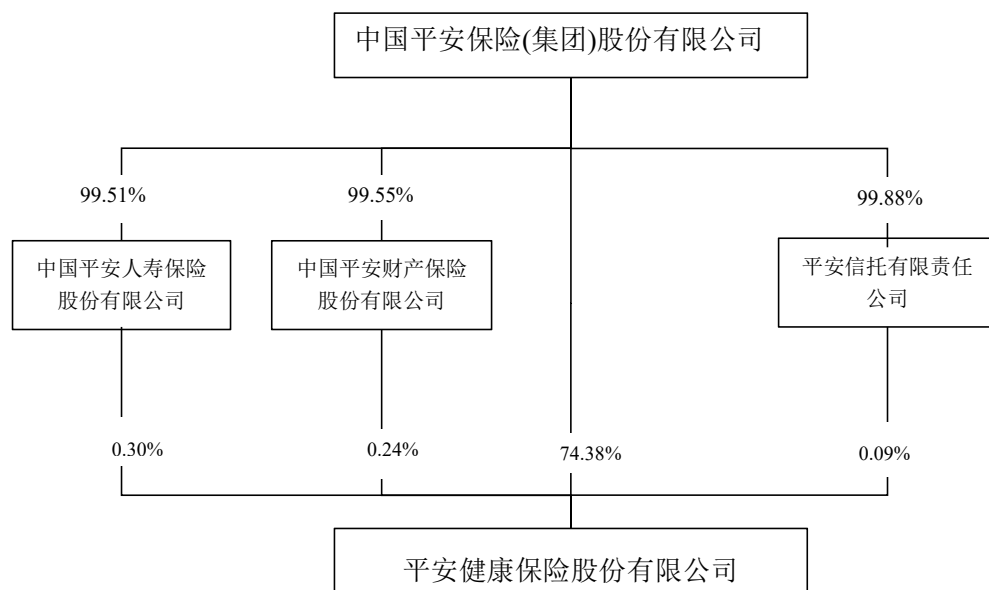 中国平安保险(集团)股份有限公司
99.51%
99.55%
99.88%
中国平安人寿保险
股份有限公司
中国平安财产保险
股份有限公司
平安信托有限责任
公司
0.30%
0.24%
74.38%
0.09%
平安健康保险股份有限公司